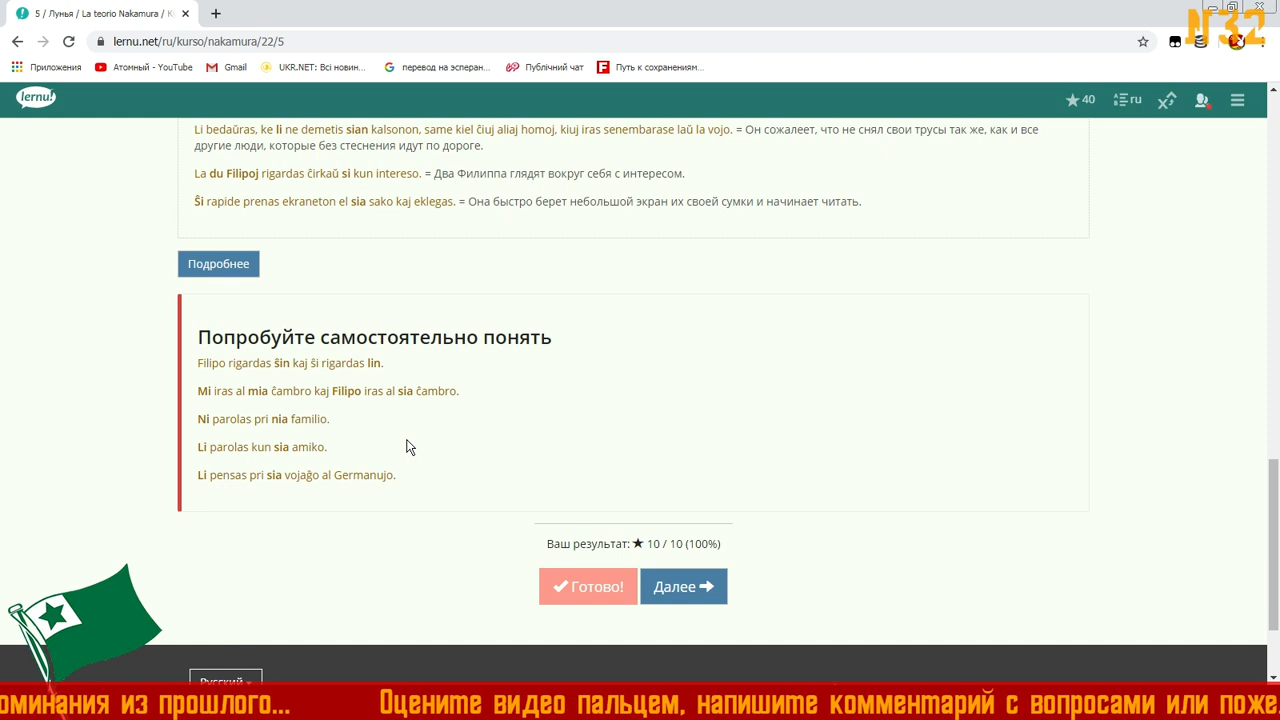 5 / Лунья / La teorio Nakamura /
N32
lernu.net/ru/kurso/nakamura/22/5
Приложения
Атомный - YouTube
Gmail
UKR.NET: Всі новин...
перевод на эсперан...
Публічний чат
Путь к сохранениям...
lernu!
40
ru
Li bedaŭras, ke li ne demetis sian kalsonon, same kiel ĉiuj aliaj homoj, kiuj iras senembarase laŭ la vojo. = Он сожалеет, что не снял свои трусы так же, как и все
другие люди, которые без стеснения идут по дороге.
La du Filipoj rigardas ĉirkaŭ si kun intereso. = Два Филиппа глядят вокруг себя с интересом.
Ŝi rapide prenas ekraneton el sia sako kaj eklegas. = Она быстро берет небольшой экран их своей сумки и начинает читать.
Подробнее
Попробуйте самостоятельно понять
Filipo rigardas ŝin kaj ŝi rigardas lin.
Mi iras al mia ĉambro kaj Filipo iras al sia ĉambro.
Ni parolas pri nia familio.
Li parolas kun sia amiko.
Li pensas pri sia vojaĝo al Germanujo.
Ваш результат: ★ 10 / 10 (100%)
Готово!
Далее
Русский
оминания из прошлого... Оцените видео пальцем, напишите комментарий с вопросами или поже